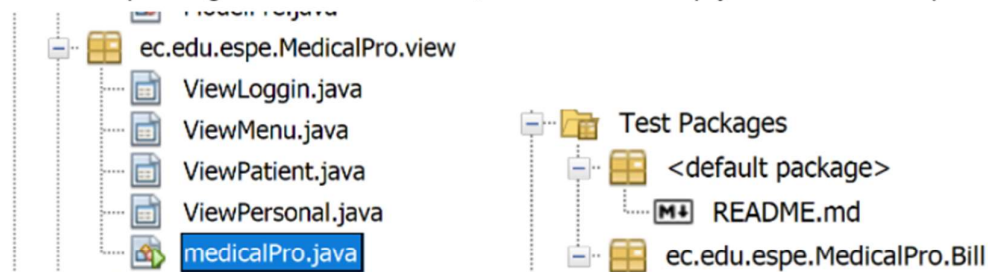 ec.edu.espe.MedicalPro.view
ViewLoggin.java
ViewMenu.java
ViewPatient.java
ViewPersonal.java
medicalPro.java
Test Packages
<default package>
README.md
ec.edu.espe.MedicalPro.Bill